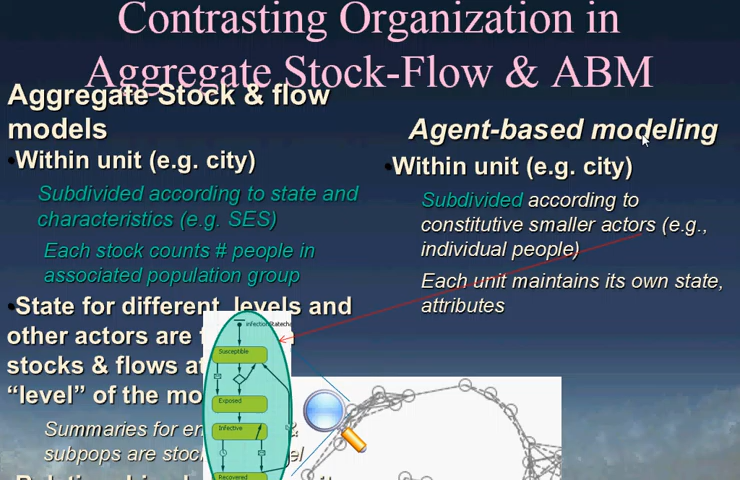 Contrasting Organization in
Aggregate Stock-Flow & ABM
Aggregate Stock & flow
models
•Within unit (e.g. city)
Subdivided according to state and
characteristics (e.g. SES)
Each stock counts # people in
associated population group
•State for different levels and
other actors are
stocks & flows at
“level” of the
Summaries for &
subpops are
Agent-based modeling
•Within unit (e.g. city)
Subdivided according to
constitutive smaller actors (e.g.,
individual people)
Each unit maintains its own state,
attributes
Susceptible
Exposed
Infective
Recovered